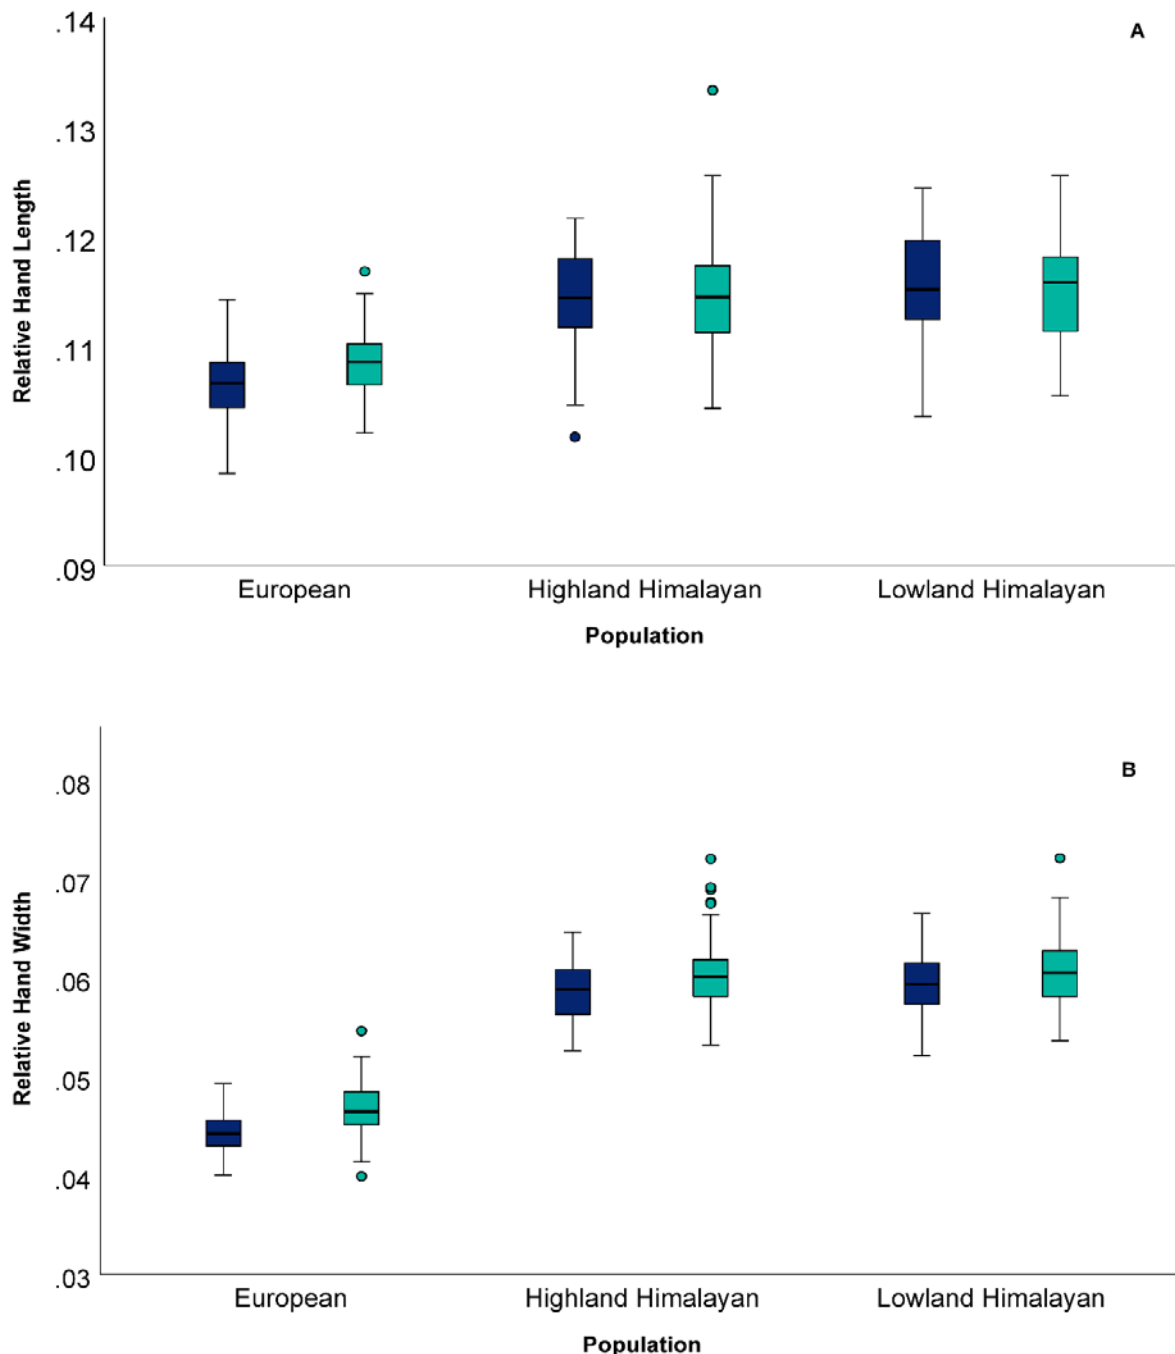 A
.14
.13
.12
.11
.10
.09
Relative Hand Length
European Highland Himalayan Lowland Himalayan
Population
B
.08
.07
.06
.05
.04
.03
Relative Hand Width
European Highland Himalayan Lowland Himalayan
Population